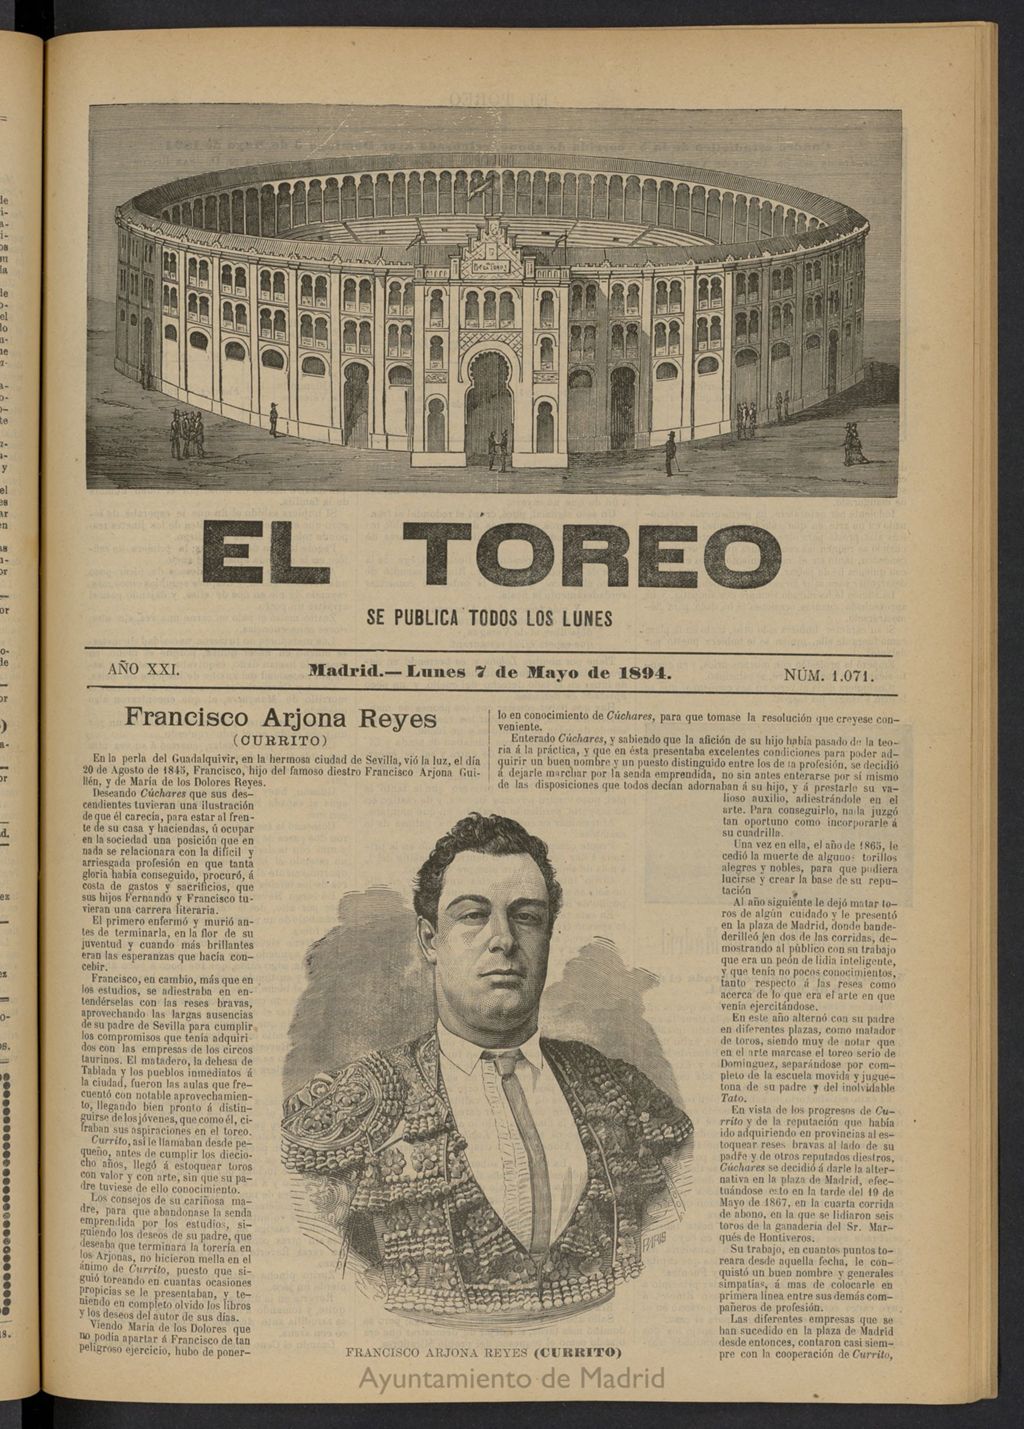 EL TOREO
SE PUBLICA TODOS LOS LUNES
AÑO XXI.
Madrid.—Lunes 7 de Mayo de 1894.
NÚM. 1.071.
Francisco Arjona Reyes
(CURRITO)
En la perla del Guadalquivir, en la hermosa ciudad de Sevilla, vió la luz, el día
20 de Agosto de 1845, Francisco, hijo del famoso diestro Francisco Arjona Gui-
llén, y de María de los Dolores Reyes.
Deseando Cúchares que sus des-
cendientes tuvieran una ilustración
de que él carecía, para estar al fren-
te de su casa y haciendas, ú ocupar
en la sociedad una posición que en
nada se relacionara con la difícil y
arriesgada profesión en que tanta
gloria había conseguido, procuró, á
costa de gastos y sacrificios, que
sus hijos Fernando y Francisco tu-
vieran una carrera literaria.
El primero enfermó y murió an-
tes de terminarla, en la flor de su
juventud y cuando más brillantes
eran las esperanzas que hacía con-
cebir.
Francisco, en cambio, más que en
los estudios, se adiestraba en en-
tendérselas con las reses bravas,
aprovechando las largas ausencias
de su padre de Sevilla para cumplir
los compromisos que tenía adquiri-
dos con las empresas de los circos
taurinos. El matadero, la dehesa de
Tablada y los pueblos inmediatos á
la ciudad, fueron las aulas que fre-
cuentó con notable aprovechamien-
to, llegando bien pronto á distin-
guirse de los jóvenes, que como él, ci-
fraban sus aspiraciones en el toreo.
Currito, así le llamaban desde pe-
queño, antes de cumplir los diecio-
cho años, llegó á estoquear toros
con valor y con arte, sin que su pa-
dre tuviese de ello conocimiento.
Los consejos de su cariñosa ma-
dre, para que abandonase la senda
emprendida por los estudios, si-
guiendo los deseos de su padre, que
deseaba que terminara la torería en
los Arjonas, no hicieron mella en el
ánimo de Currito, puesto que si-
guió toreando en cuantas ocasiones
propicias se le presentaban, y te-
niendo en completo olvido los libros
y los deseos del autor de sus días.
Viendo María de los Dolores que
no podía apartar á Francisco de tan
peligroso ejercicio, hubo de poner-
lo en conocimiento de Cúchares, para que tomase la resolución que creyese con-
veniente.
Enterado Cúchares, y sabiendo que la afición de su hijo había pasado de la teo-
ría á la práctica, y que en ésta presentaba excelentes condiciones para poder ad-
quirir un buen nombre y un puesto distinguido entre los de la profesión, se decidió
á dejarle marchar por la senda emprendida, no sin antes enterarse por sí mismo
de las disposiciones que todos decían adornaban á su hijo, y á prestarle su va-
lioso auxilio, adiestrándole en el
arte. Para conseguirlo, nada juzgó
tan oportuno como incorporarle á
su cuadrilla.
Una vez en ella, el año de 1865, le
cedió la muerte de algunos torillos
alegres y nobles, para que pudiera
lucirse y crear la base de su repu-
tación
Al año siguiente le dejó matar to-
ros de algún cuidado y le presentó
en la plaza de Madrid, donde bande-
derilleó en dos de las corridas, de-
mostrando al público con su trabajo
que era un peón de lidia inteligente,
y que tenía no pocos conocimientos,
tanto respecto á las reses como
acerca de lo que era el arte en que
venía ejercitándose.
En este año alternó con su padre
en diferentes plazas, como matador
de toros, siendo muy de notar que
en el arte marcase el toreo serio de
Domínguez, separándose por com-
pleto de la escuela movida y jugue-
tona de su padre y del inolvidable
Tato.
En vista de los progresos de Cu-
rrito y de la reputación que había
ido adquiriendo en provincias al es-
toquear reses bravas al lado de su
padre y de otros reputados diestros,
Cúchares se decidió á darle la alter-
nativa en la plaza de Madrid, efec-
tuándose esto en la tarde del 19 de
Mayo de 1867, en la cuarta corrida
de abono, en la que se lidiaron seis
toros de la ganadería del Sr. Mar-
qués de Hontiveros.
Su trabajo, en cuantos puntos to-
reara desde aquella fecha, le con-
quistó un buen nombre y generales
simpatías, á mas de colocarle en
primera línea entre sus demás com-
pañeros de profesión.
Las diferentes empresas que se
han sucedido en la plaza de Madrid
desde entonces, contaron casi siem-
pre con la cooperación de Currito,
PARIS
FRANCISCO ARJONA REYES (CURRITO)
Ayuntamiento de Madrid